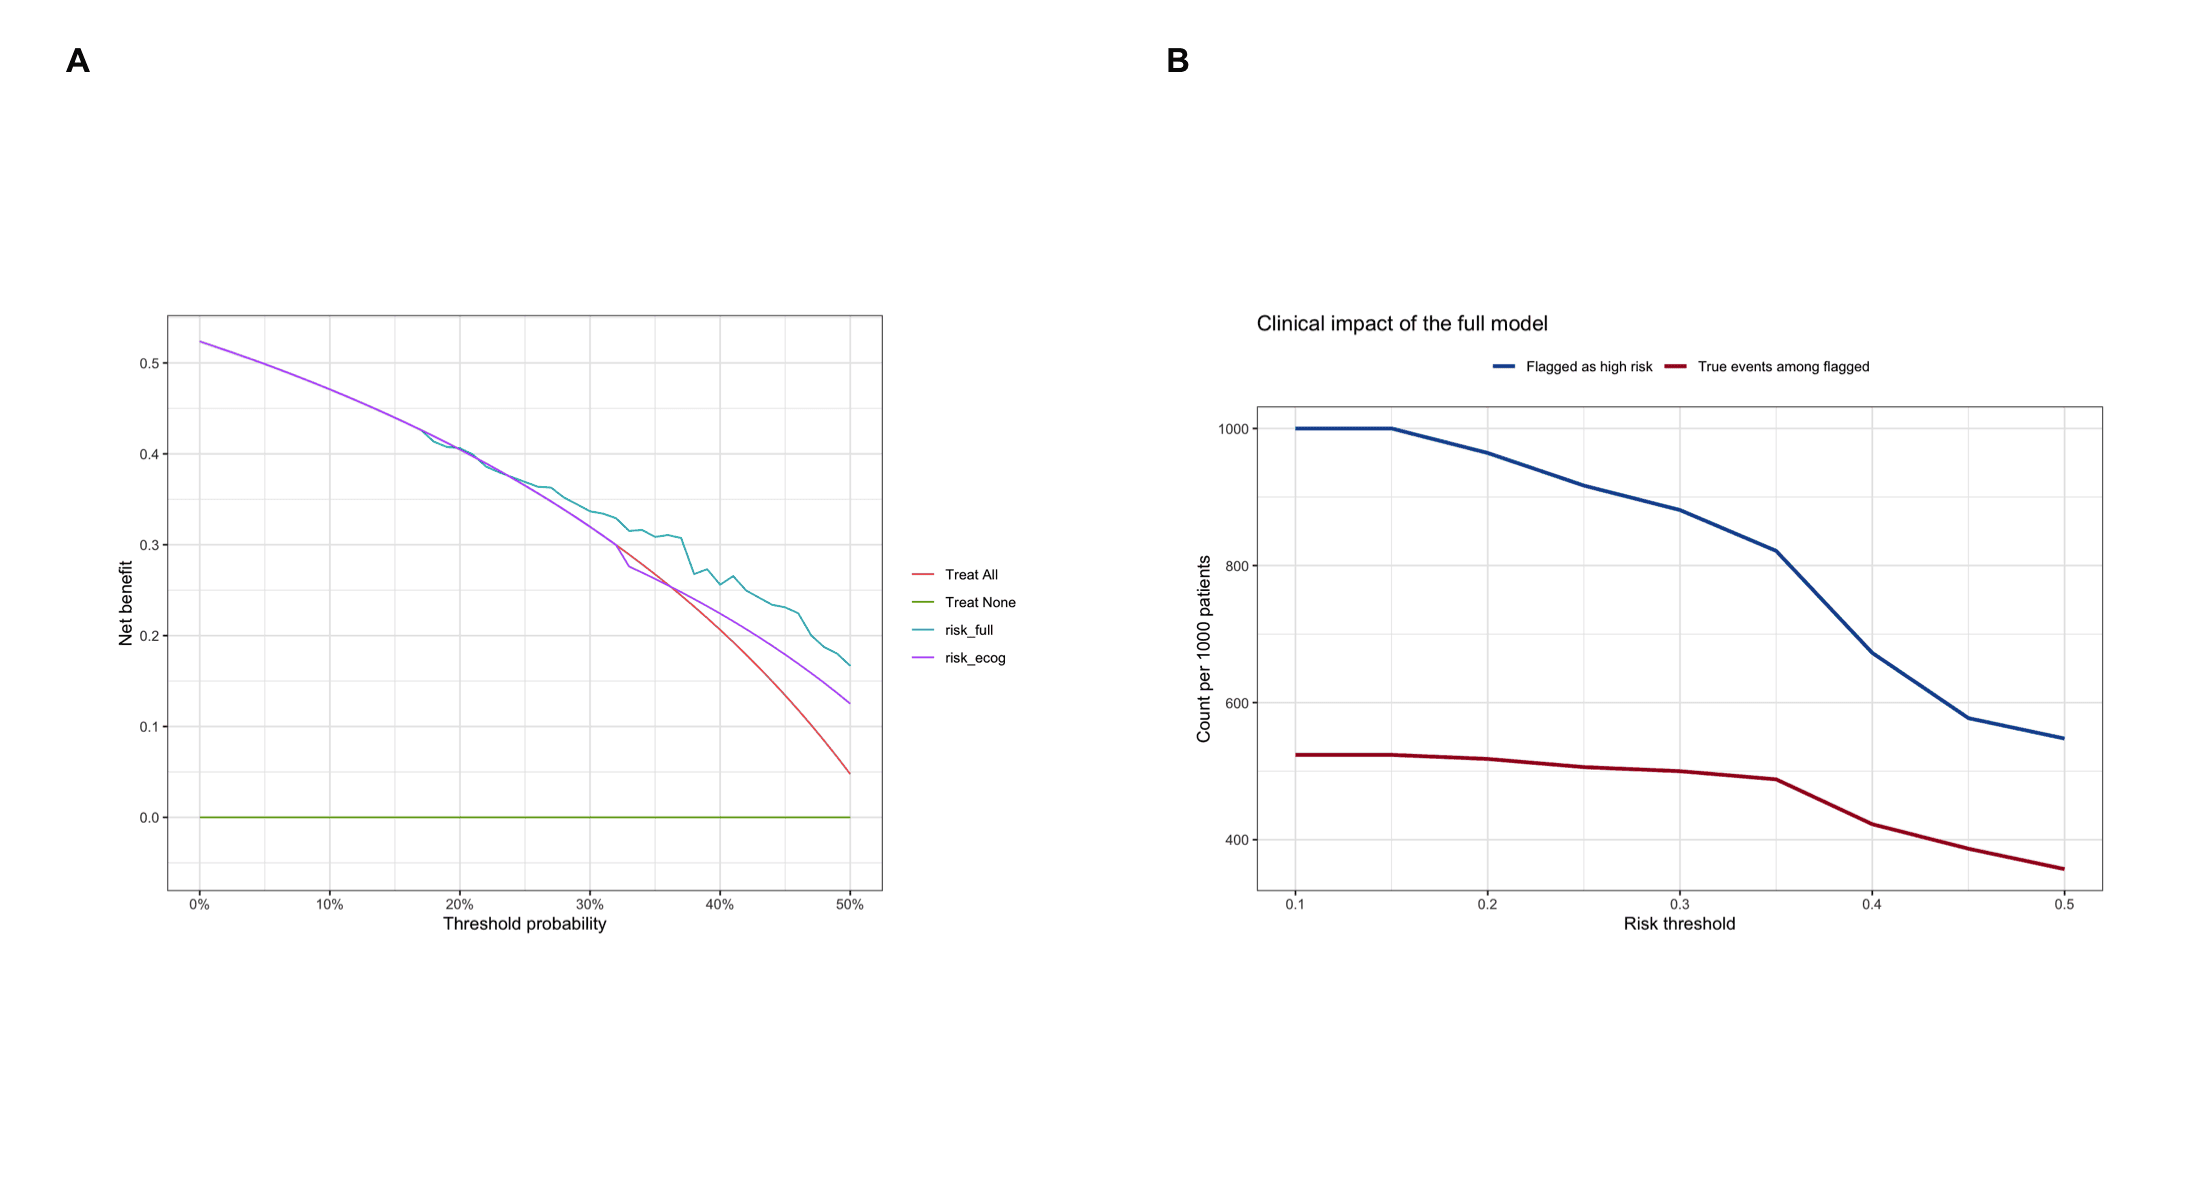 A
B
Clinical impact of the full model
Flagged as high risk
True events among flagged
Net benefit
0.5
0.4
0.3
0.2
0.1
0.0
0%
10%
20%
30%
40%
50%
Threshold probability
Treat All
Treat None
risk_full
risk_ecog
Count per 1000 patients
1000
800
600
400
0.1
0.2
0.3
0.4
0.5
Risk threshold